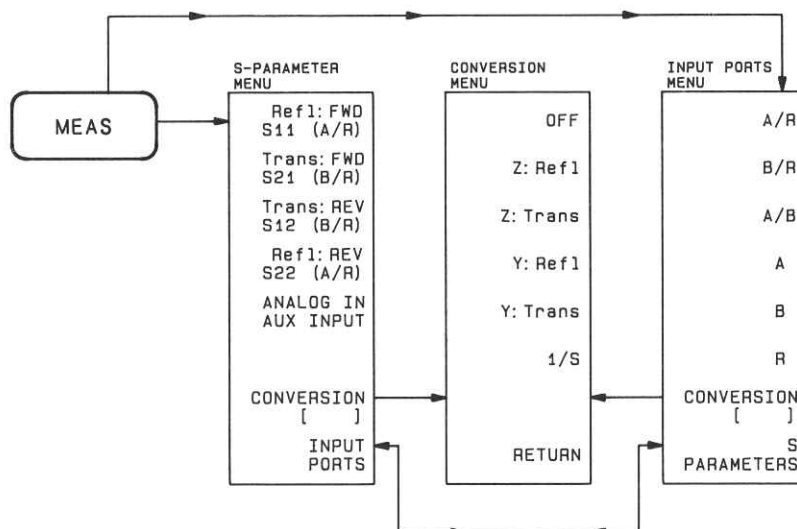 MEAS
S-PARAMETER
MENU
Refl: FWD
S11 (A/R)
Trans: FWD
S21 (B/R)
Trans: REV
S12 (B/R)
Refl: REV
S22 (A/R)
ANALOG IN
AUX INPUT
CONVERSION
[ ]
INPUT
PORTS
CONVERSION
MENU
OFF
Z: Refl
Z: Trans
Y: Refl
Y: Trans
1/S
RETURN
INPUT PORTS
MENU
A/R
B/R
A/B
A
B
R
CONVERSION
[ ]
S
PARAMETERS